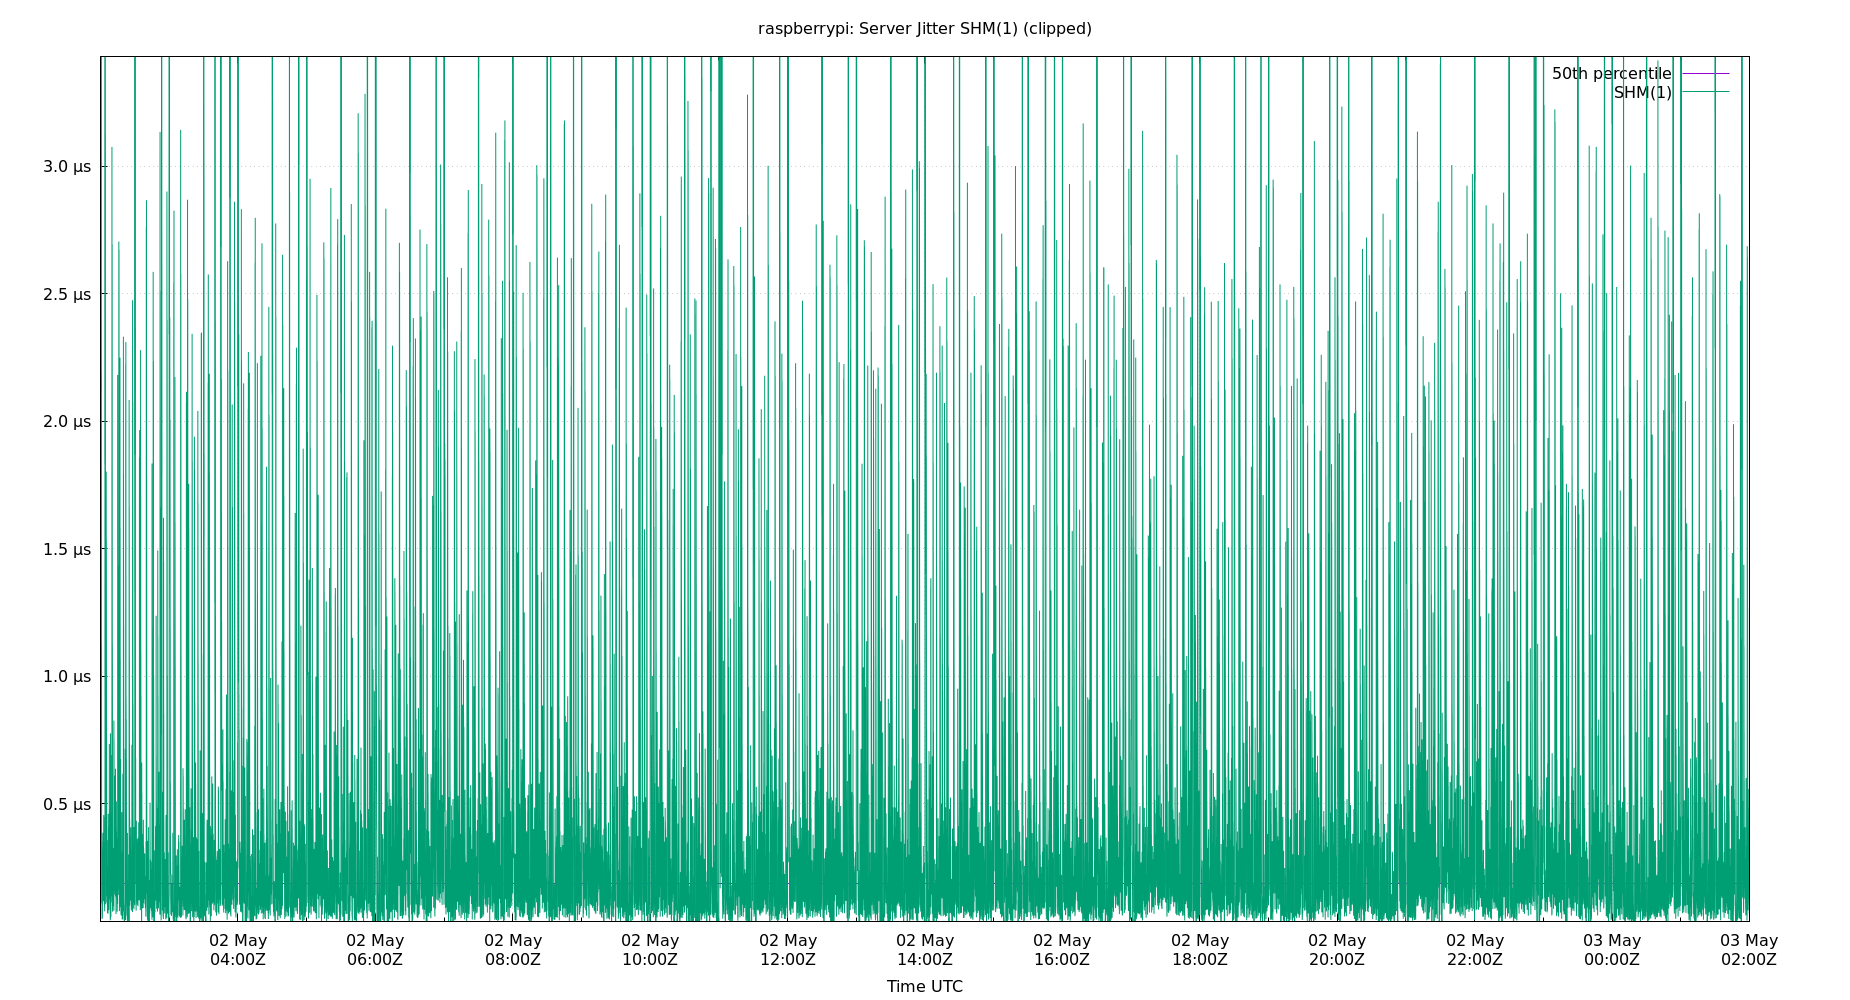 raspberrypi: Server Jitter SHM(1) (clipped)
50th percentile
SHM(1)
3.0 µs
2.5 µs
2.0 µs
1.5 µs
1.0 µs
0.5 µs
02 May 02 May 02 May 02 May 02 May 02 May 02 May 02 May 02 May 02 May 03 May 03 May
04:00Z 06:00Z 08:00Z 10:00Z 12:00Z 14:00Z 16:00Z 18:00Z 20:00Z 22:00Z 00:00Z 02:00Z
Time UTC